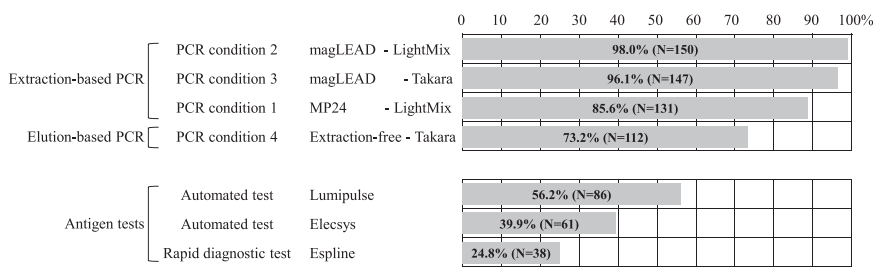 0 10 20 30 40 50 60 70 80 90 100%
PCR condition 2 magLEAD - LightMix 98.0% (N=150)
Extraction-based PCR PCR condition 3 magLEAD - Takara 96.1% (N=147)
PCR condition 1 MP24 - LightMix 85.6% (N=131)
Elution-based PCR PCR condition 4 Extraction-free - Takara 73.2% (N=112)
Automated test Lumipulse 56.2% (N=86)
Antigen tests Automated test Elecsys 39.9% (N=61)
Rapid diagnostic test Espline 24.8% (N=38)